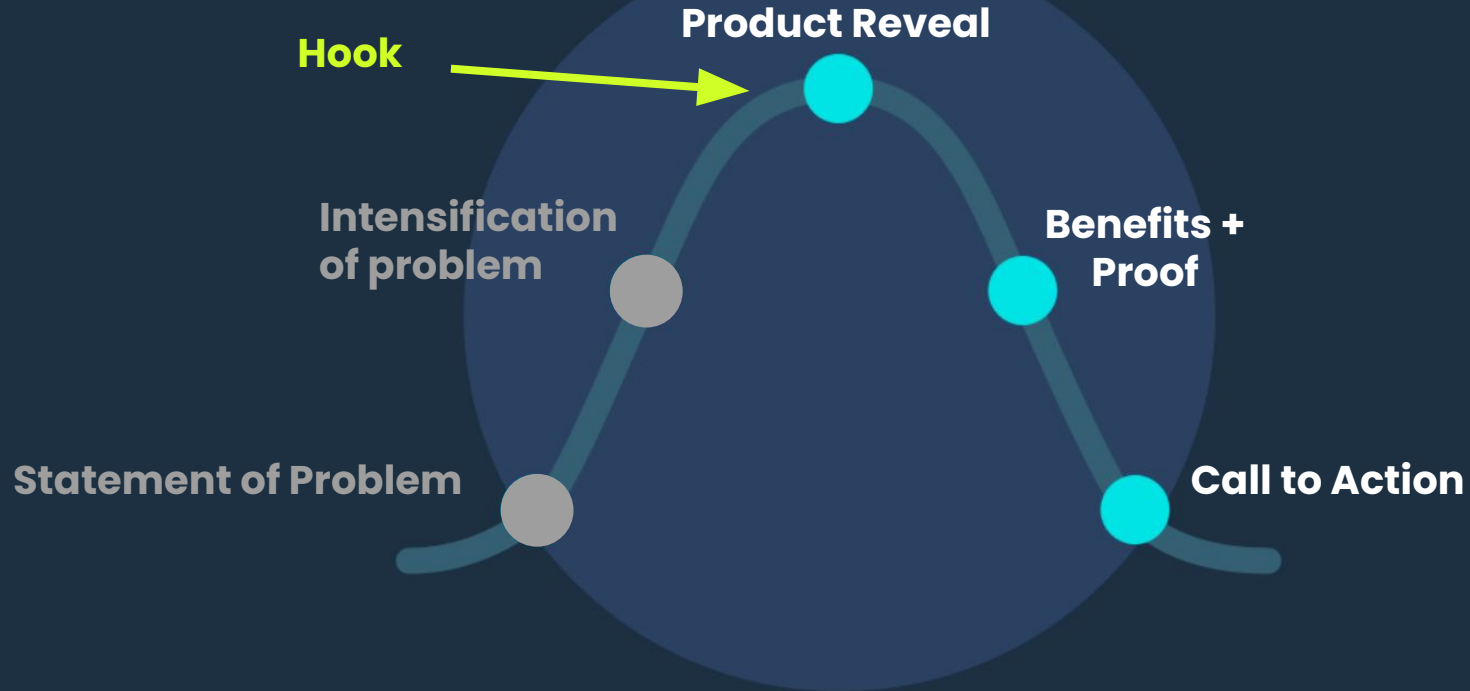 Product Reveal
Hook
Intensification
of problem
Benefits +
Proof
Statement of Problem
Call to Action